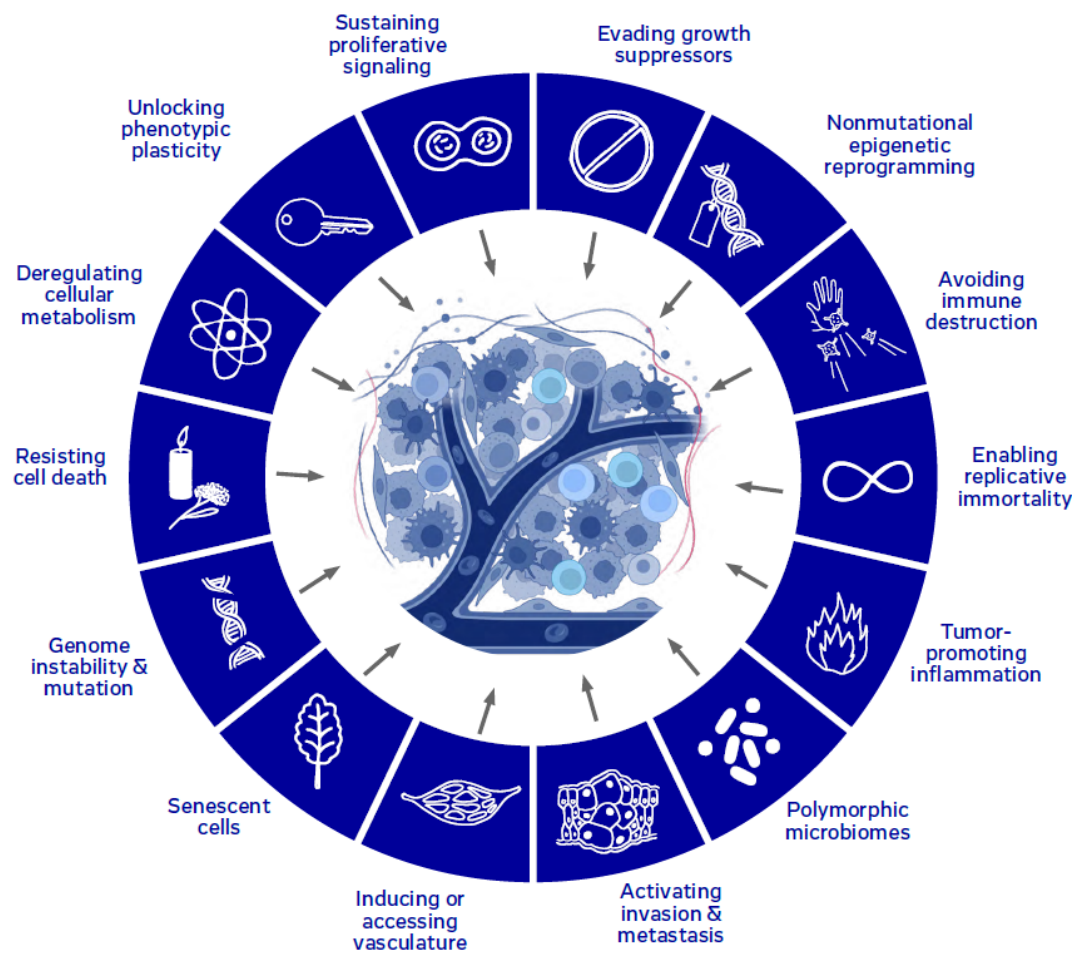 Sustaining
proliferative
signaling
Evading growth
suppressors
Nonmutational
epigenetic
reprogramming
Avoiding
immune
destruction
Enabling
replicative
immortality
Tumor-
promoting
inflammation
Polymorphic
microbiomes
Activating
invasion &
metastasis
Inducing or
accessing
vasculature
Senescent
cells
Genome
instability &
mutation
Resisting
cell death
Deregulating
cellular
metabolism
Unlocking
phenotypic
plasticity